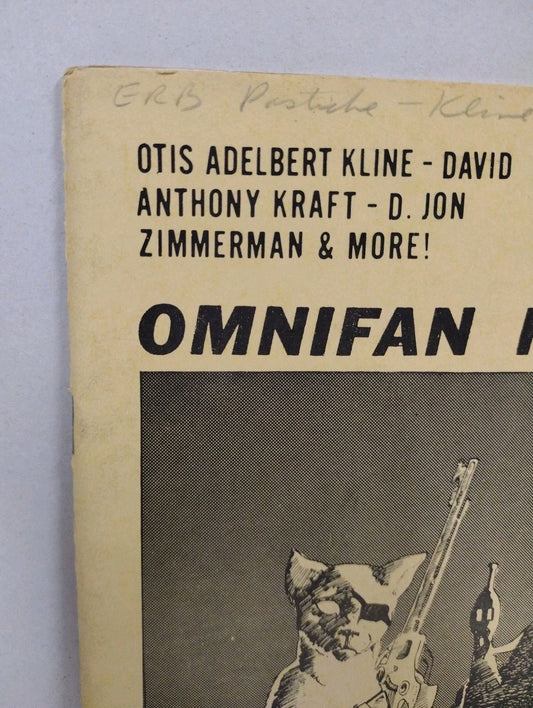 ERB Pastiche - Kline
OTIS ADELBERT KLINE - DAVID
ANTHONY KRAFT - D. JON
ZIMMERMAN & MORE!
OMNIFAN